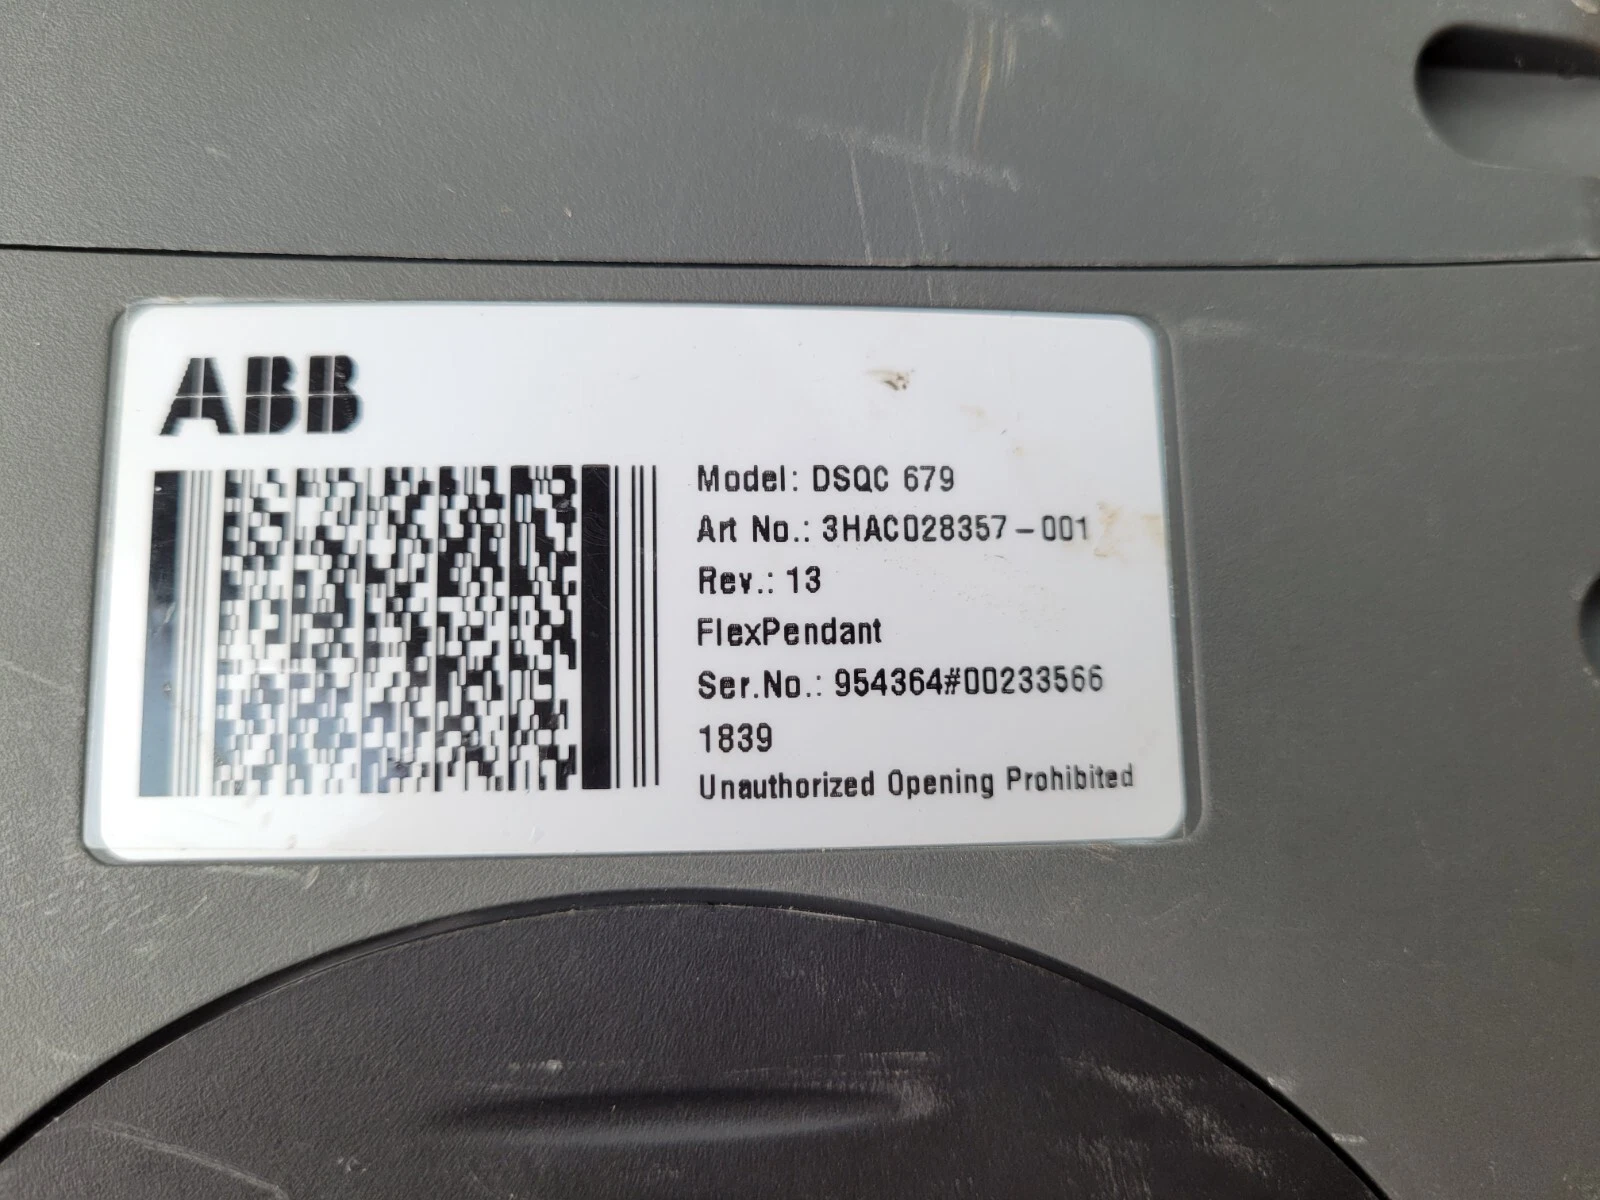 ABB
Model: DSQC 679
Art No.: 3HAC028357-001
Rev.: 13
FlexPendant
Ser.No.: 954364#00233566
1839
Unauthorized Opening Prohibited